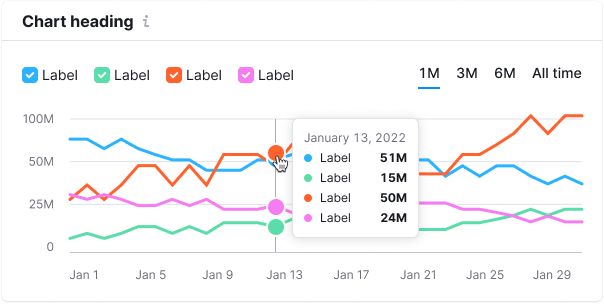 Chart heading i
Label Label Label Label 1M 3M 6M All time
100M
50M
25M
0
January 13, 2022
Label 51M
Label 15M
Label 50M
Label 24M
Jan 1 Jan 5 Jan 9 Jan 13 Jan 17 Jan 21 Jan 25 Jan 29